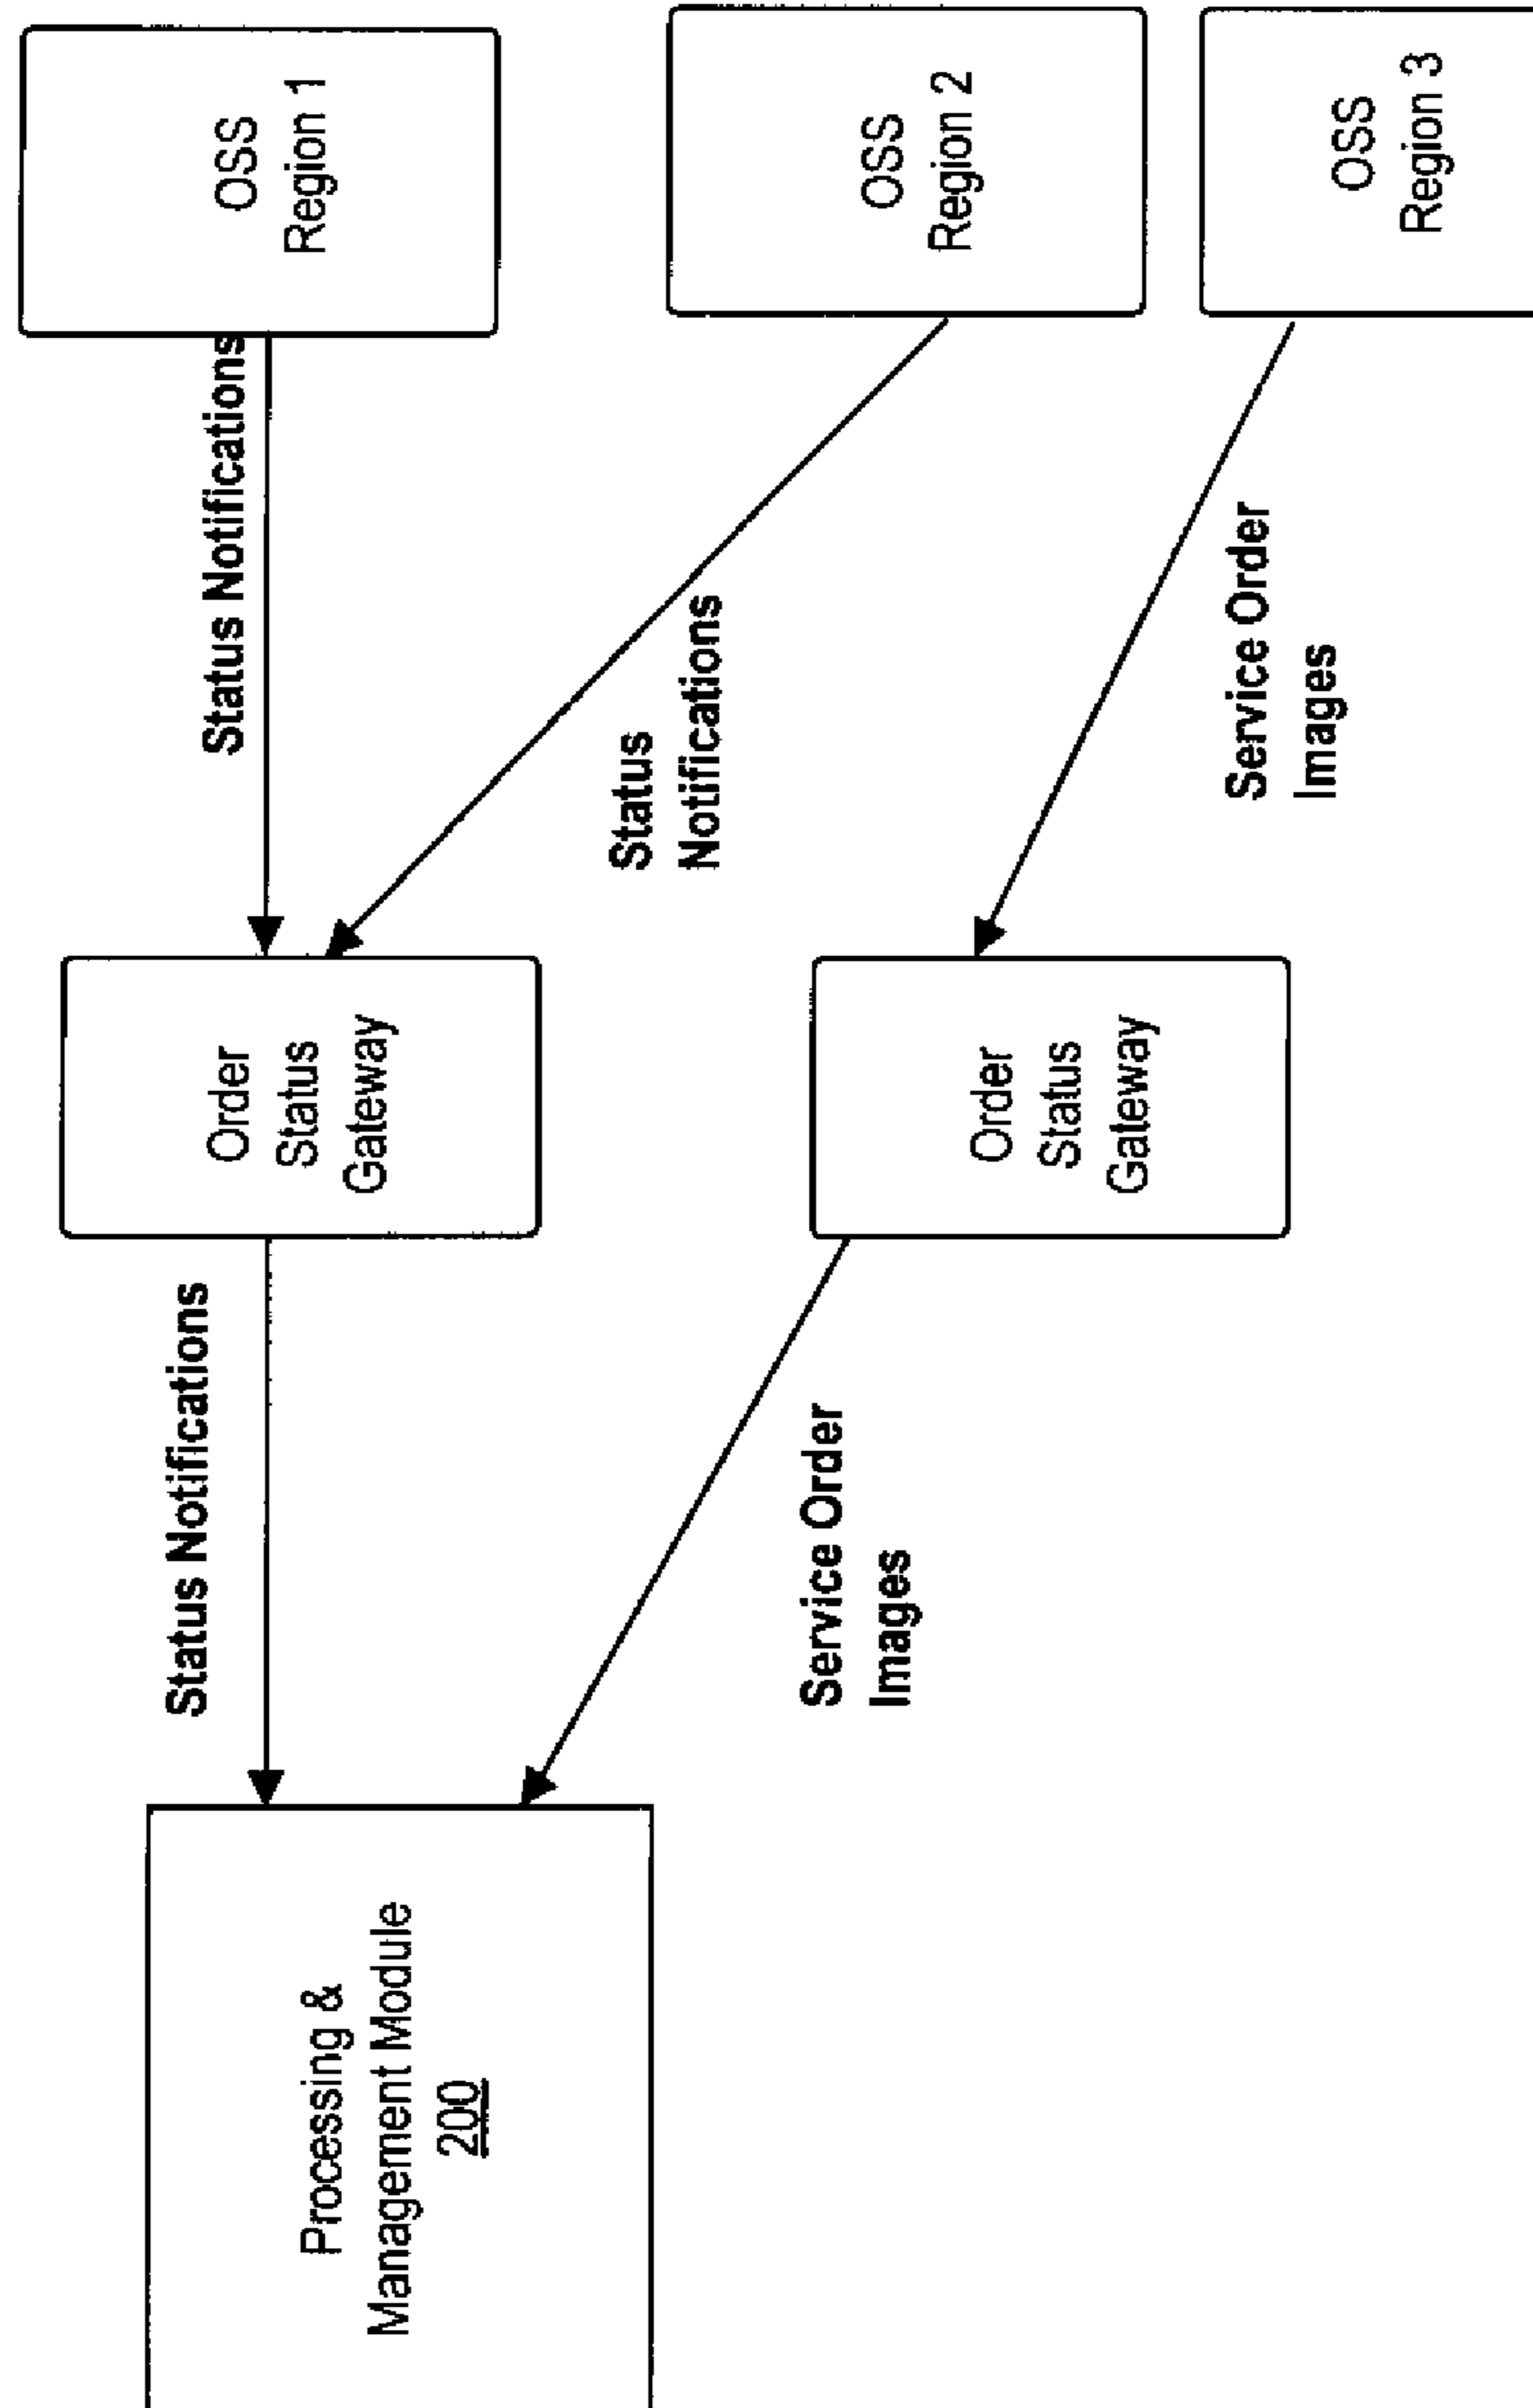 Processing &
Management Module
200
Status Notifications
Order
Status
Gateway
Status Notifications
OSS
Region 1
Status
Notifications
OSS
Region 2
Service Order
Images
Order
Status
Gateway
Service Order
Images
OSS
Region 3